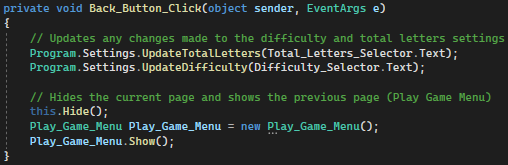 private void Back_Button_Click(object sender, EventArgs e)
{
// Updates any changes made to the difficulty and total letters settings
Program.Settings.UpdateTotalLetters(Total_Letters_Selector.Text);
Program.Settings.UpdateDifficulty(Difficulty_Selector.Text);
// Hides the current page and shows the previous page (Play Game Menu)
this.Hide();
Play_Game_Menu Play_Game_Menu = new Play_Game_Menu();
Play_Game_Menu.Show();
}